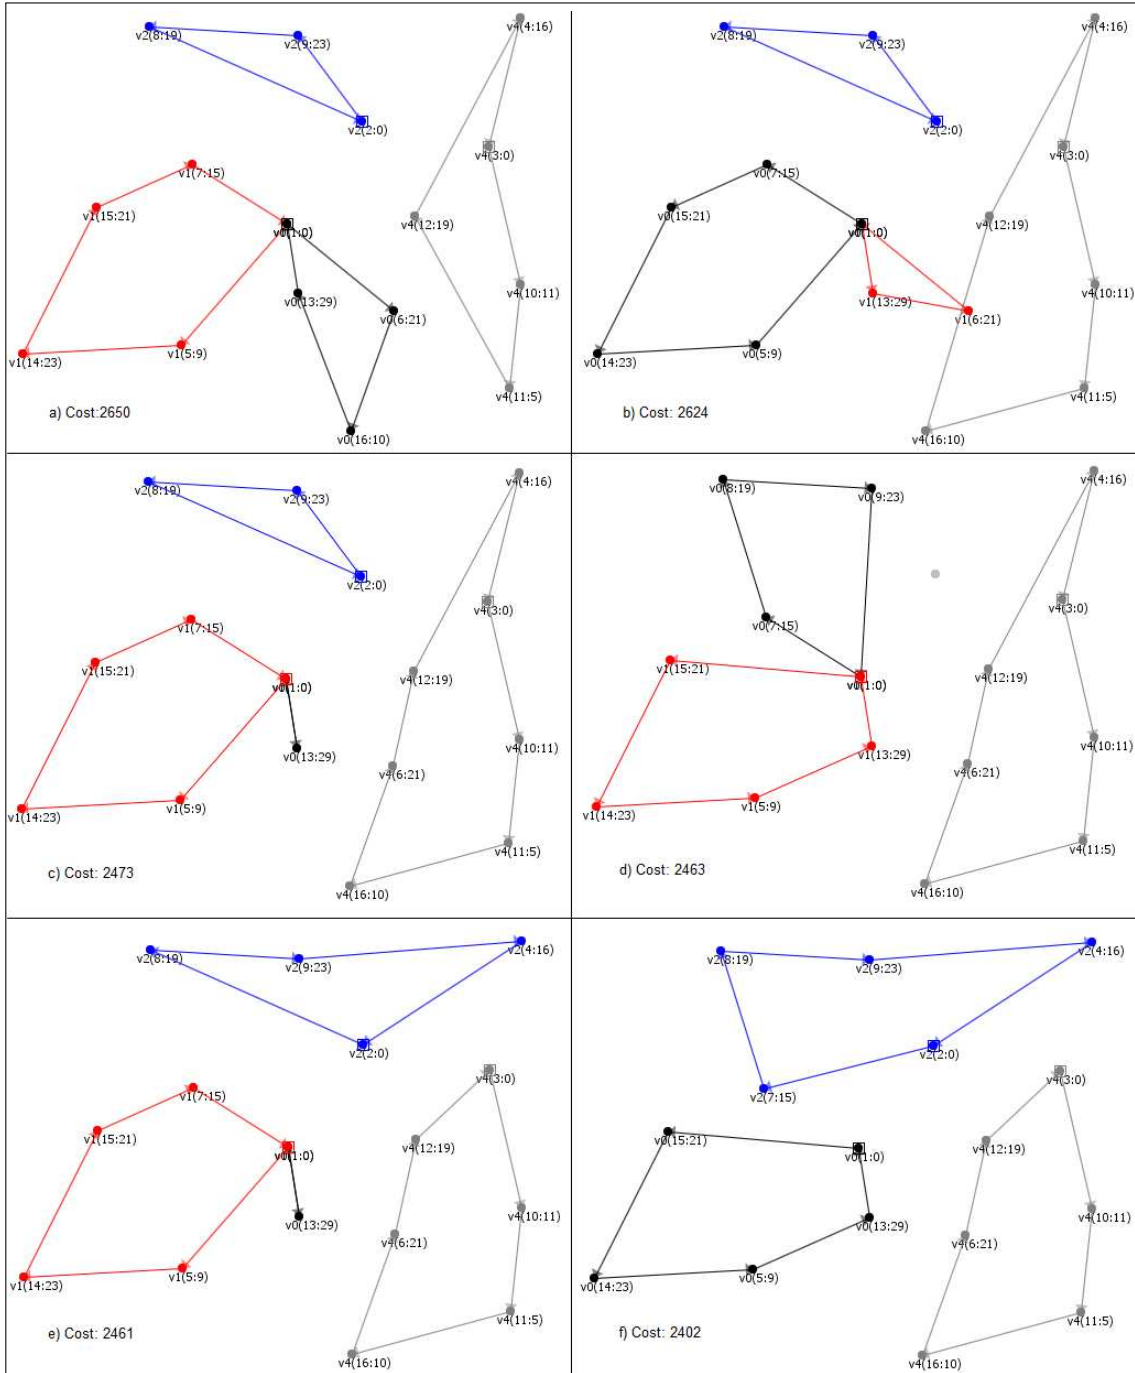 v4(4:16)
v2(8:19)
v2(9:23)
v2(2:0)
v4(3:0)
v1(7:15)
v1(15:21)
v4(12:19)
v0(1:0)
v4(10:11)
v0(13:29)
v0(6:21)
v1(5:9)
v1(14:23)
v4(11:5)
a) Cost:2650
v0(16:10)
v4(4:16)
v2(8:19)
v2(9:23)
v2(2:0)
v4(3:0)
v0(7:15)
v0(15:21)
v4(12:19)
v0(1:0)
v4(10:11)
v1(13:29)
v1(6:21)
v0(5:9)
v0(14:23)
v4(11:5)
b) Cost: 2624
v4(16:10)
v4(4:16)
v2(8:19)
v2(9:23)
v2(2:0)
v4(3:0)
v1(7:15)
v1(15:21)
v4(12:19)
v0(1:0)
v4(10:11)
v0(13:29)
v4(6:21)
v1(5:9)
v1(14:23)
v4(11:5)
c) Cost: 2473
v4(16:10)
v4(4:16)
v0(8:19)
v0(9:23)
v4(3:0)
v0(7:15)
v1(15:21)
v4(12:19)
v0(1:0)
v4(10:11)
v1(13:29)
v4(6:21)
v1(5:9)
v1(14:23)
v4(11:5)
d) Cost: 2463
v4(16:10)
v2(4:16)
v2(8:19)
v2(9:23)
v2(2:0)
v4(3:0)
v1(7:15)
v1(15:21)
v4(12:19)
v0(1:0)
v4(10:11)
v0(13:29)
v4(6:21)
v1(5:9)
v1(14:23)
v4(11:5)
e) Cost: 2461
v4(16:10)
v2(4:16)
v2(8:19)
v2(9:23)
v2(2:0)
v4(3:0)
v2(7:15)
v0(15:21)
v4(12:19)
v0(1:0)
v4(10:11)
v0(13:29)
v4(6:21)
v0(5:9)
v0(14:23)
v4(11:5)
f) Cost: 2402
v4(16:10)